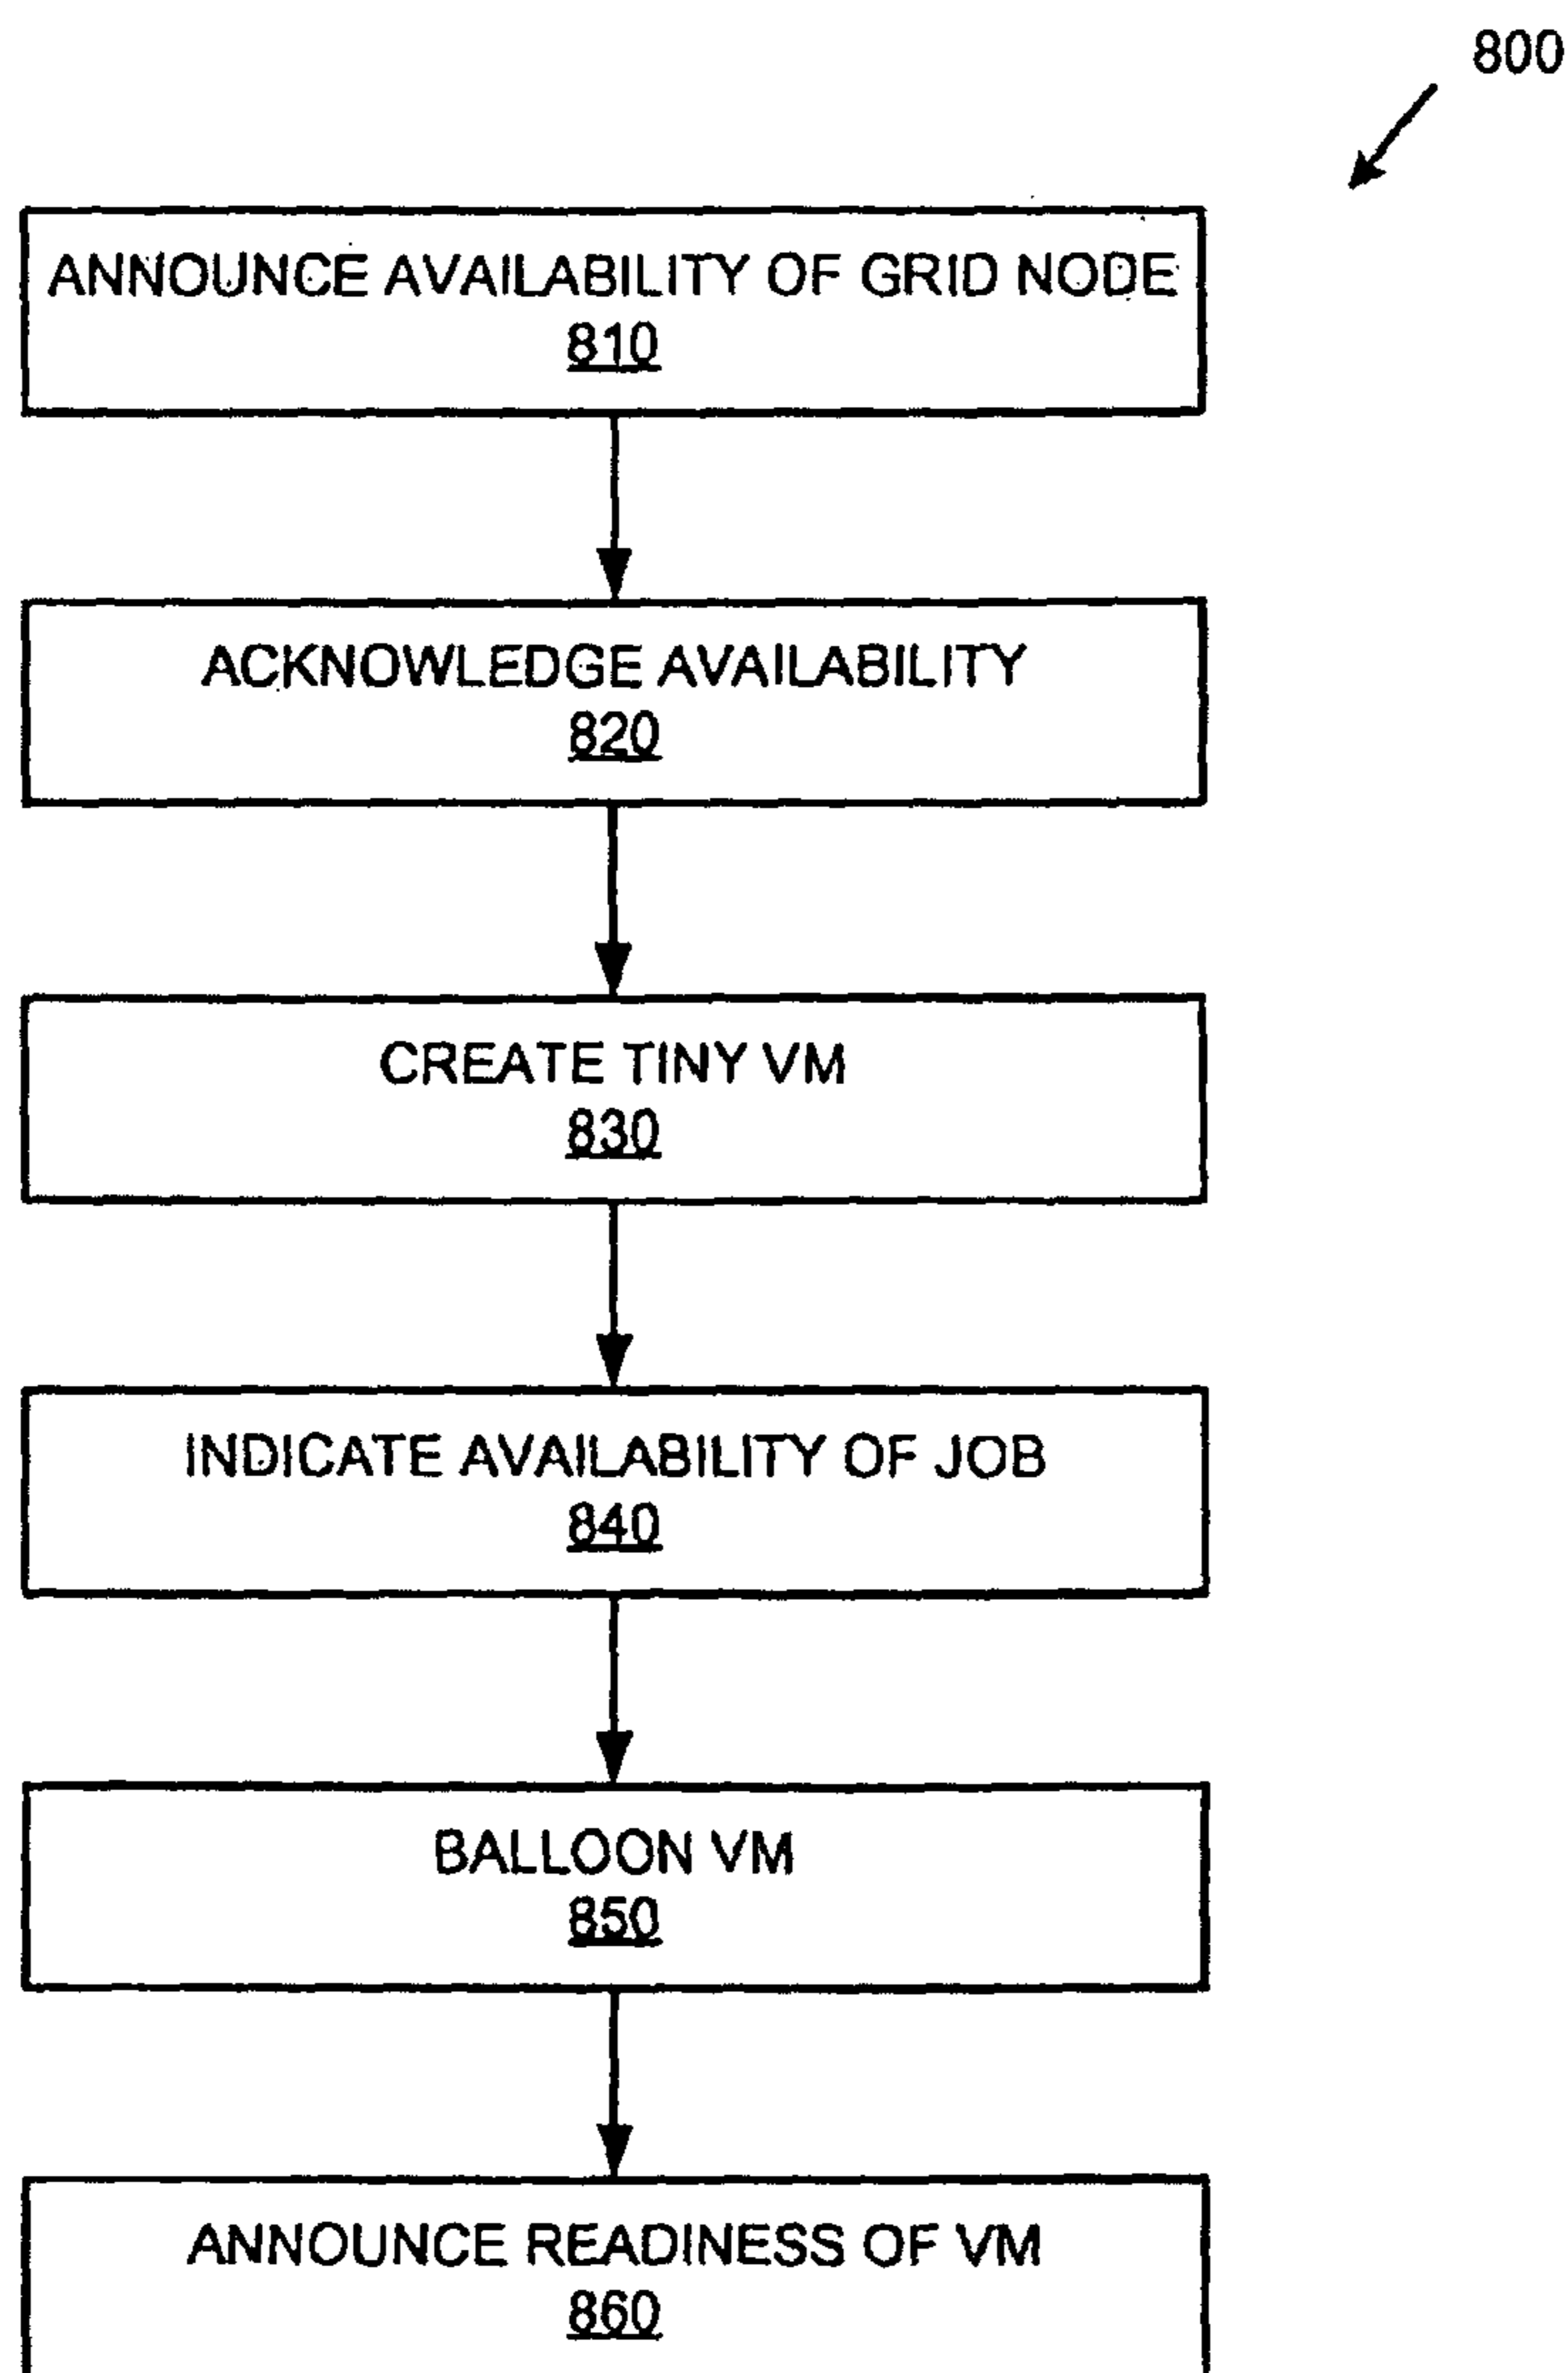 800
ANNOUNCE AVAILABILITY OF GRID NODE
810
ACKNOWLEDGE AVAILABILITY
820
CREATE TINY VM
830
INDICATE AVAILABILITY OF JOB
840
BALLOON VM
850
ANNOUNCE READINESS OF VM
860